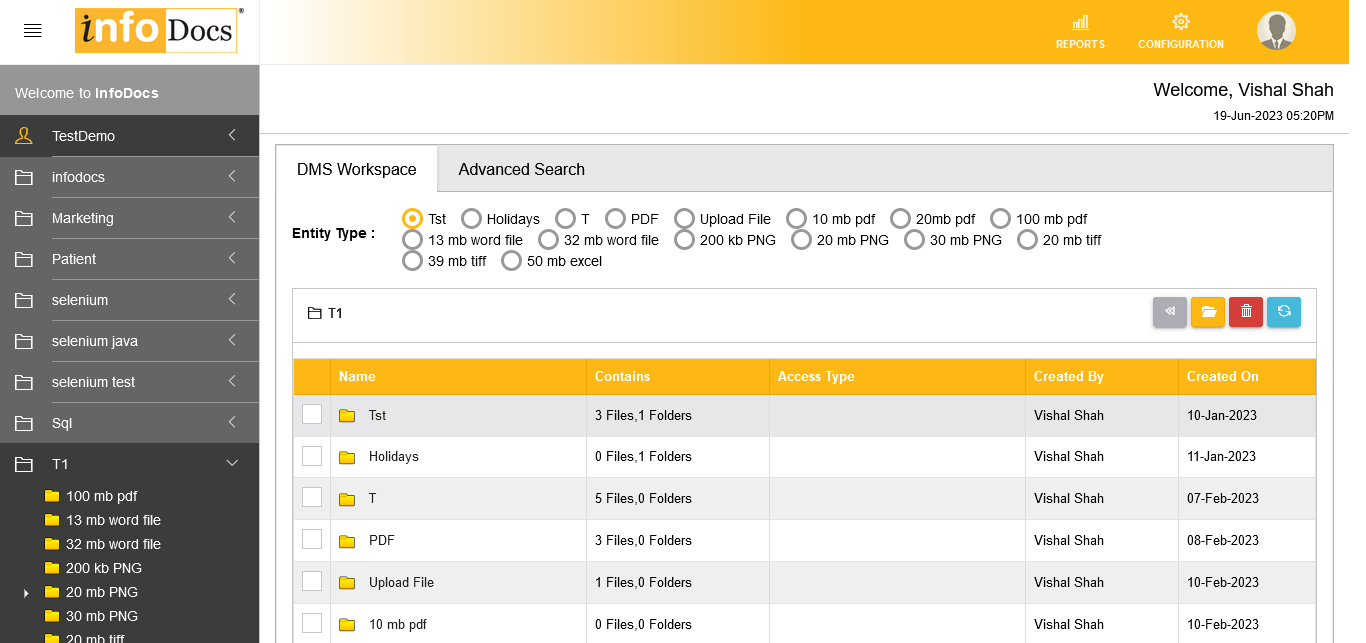 info Docs ®
REPORTS
CONFIGURATION
Welcome to InfoDocs
TestDemo
infodocs
Marketing
Patient
selenium
selenium java
selenium test
Sql
T1
100 mb pdf
13 mb word file
32 mb word file
200 kb PNG
20 mb PNG
30 mb PNG
20 mb tiff
Welcome, Vishal Shah
19-Jun-2023 05:20PM
DMS Workspace Advanced Search
Entity Type :
Tst Holidays T PDF Upload File 10 mb pdf 20mb pdf 100 mb pdf
13 mb word file 32 mb word file 200 kb PNG 20 mb PNG 30 mb PNG 20 mb tiff
39 mb tiff 50 mb excel
T1
Name Contains Access Type Created By Created On
Tst 3 Files,1 Folders Vishal Shah 10-Jan-2023
Holidays 0 Files,1 Folders Vishal Shah 11-Jan-2023
T 5 Files,0 Folders Vishal Shah 07-Feb-2023
PDF 3 Files,0 Folders Vishal Shah 08-Feb-2023
Upload File 1 Files,0 Folders Vishal Shah 10-Feb-2023
10 mb pdf 0 Files,0 Folders Vishal Shah 10-Feb-2023